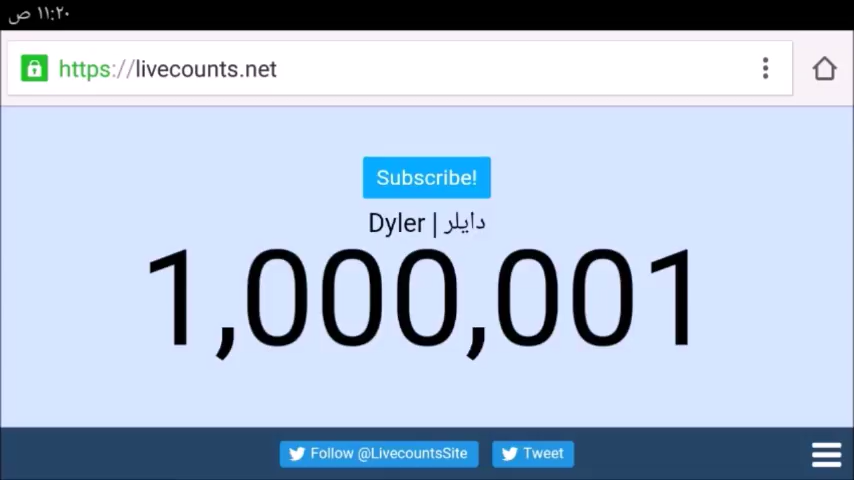 ١١:٢٠ ص
https://livecounts.net
Subscribe!
Dyler | دايلر
1,000,001
Follow @LivecountsSite
Tweet